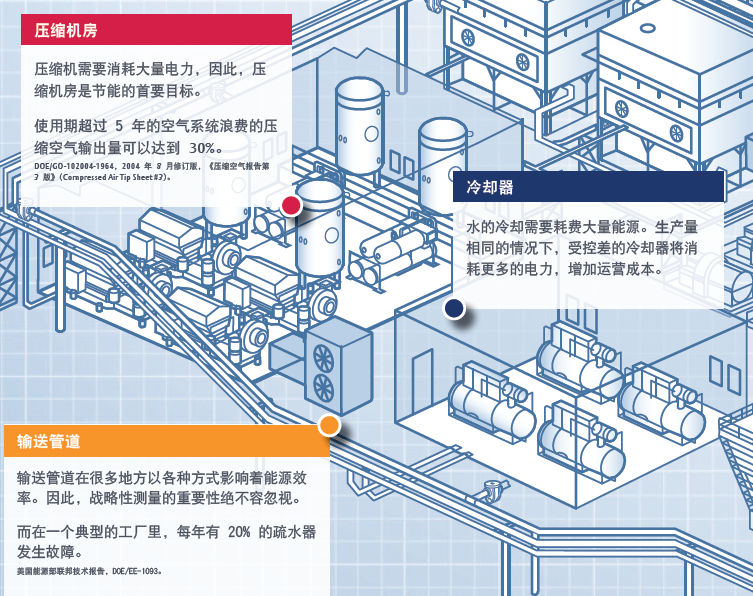 压缩机房
压缩机需要消耗大量电力，因此，压
缩机房是节能的首要目标。
使用期超过 5 年的空气系统浪费的压
缩空气输出量可以达到 30%。
DOE/GO-102004-1964，2004 年 8 月修订版，《压缩空气报告第
3 版》（Compressed Air Tip Sheet #3）。
冷却器
水的冷却需要耗费大量能源。生产量
相同的情况下，受控差的冷却器将消
耗更多的电力，增加运营成本。
输送管道
输送管道在很多地方以各种方式影响着能源效
率。因此，战略性测量的重要性绝不容忽视。
而在一个典型的工厂里，每年有 20% 的疏水器
发生故障。
美国能源部联邦技术报告，DOE/EE-1093。